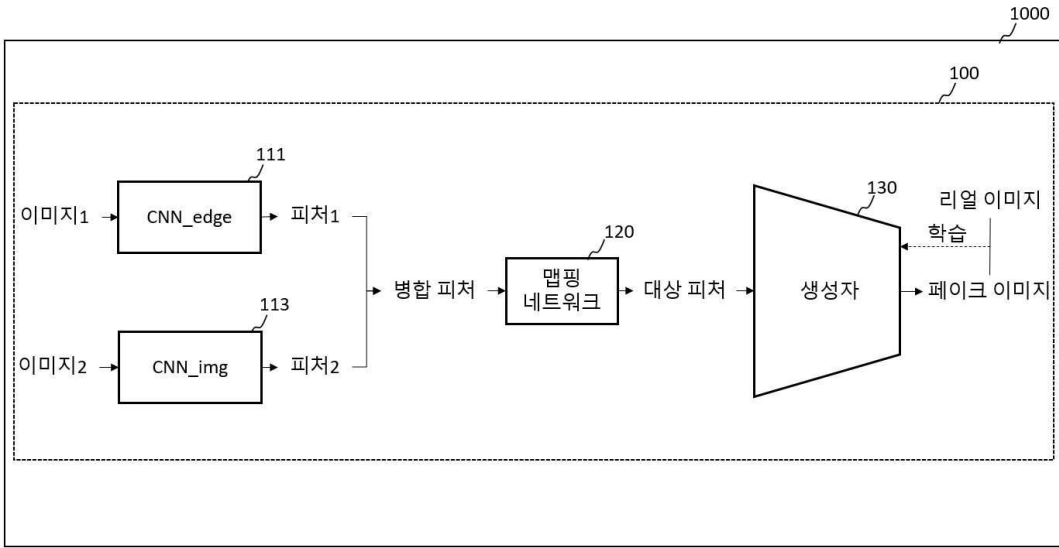 1000
100
111
이미지1
CNN_edge
피처1
113
이미지2
CNN_img
피처2
병합 피처
120
맵핑
네트워크
대상 피처
130
생성자
리얼 이미지
학습
페이크 이미지